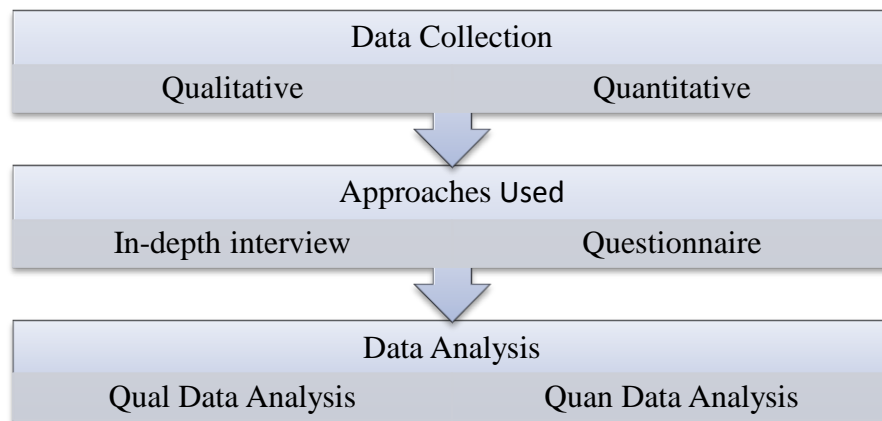 Data Collection
Qualitative Quantitative
Approaches Used
In-depth interview Questionnaire
Data Analysis
Qual Data Analysis Quan Data Analysis